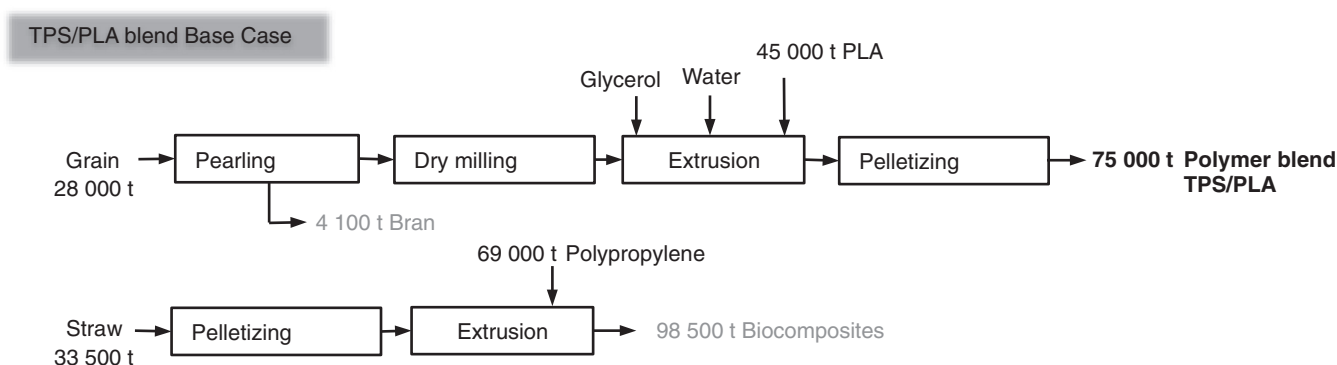 TPS/PLA blend Base Case
45 000 t PLA
Glycerol
Water
Grain
28 000 t
Pearling
Dry milling
Extrusion
Pelletizing
75 000 t Polymer blend
TPS/PLA
4 100 t Bran
69 000 t Polypropylene
Straw
33 500 t
Pelletizing
Extrusion
98 500 t Biocomposites